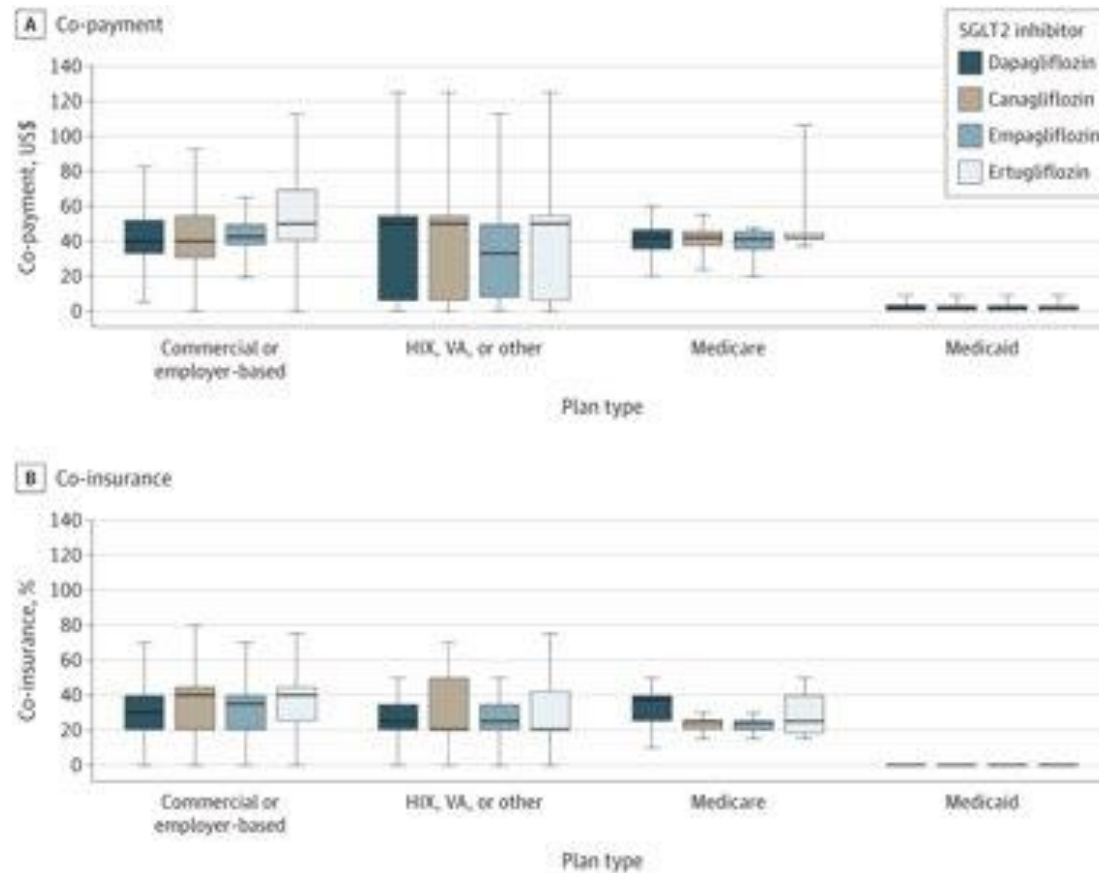 A Co-payment
SGLT2 inhibitor
Dapagliflozin
Canagliflozin
Empagliflozin
Ertugliflozin
Co-payment, US$
140
120
100
80
60
40
20
0
Commercial or
employer-based
HIX, VA, or other
Medicare
Medicaid
Plan type
B Co-insurance
Co-insurance, %
140
120
100
80
60
40
20
0
Commercial or
employer-based
HIX, VA, or other
Medicare
Medicaid
Plan type